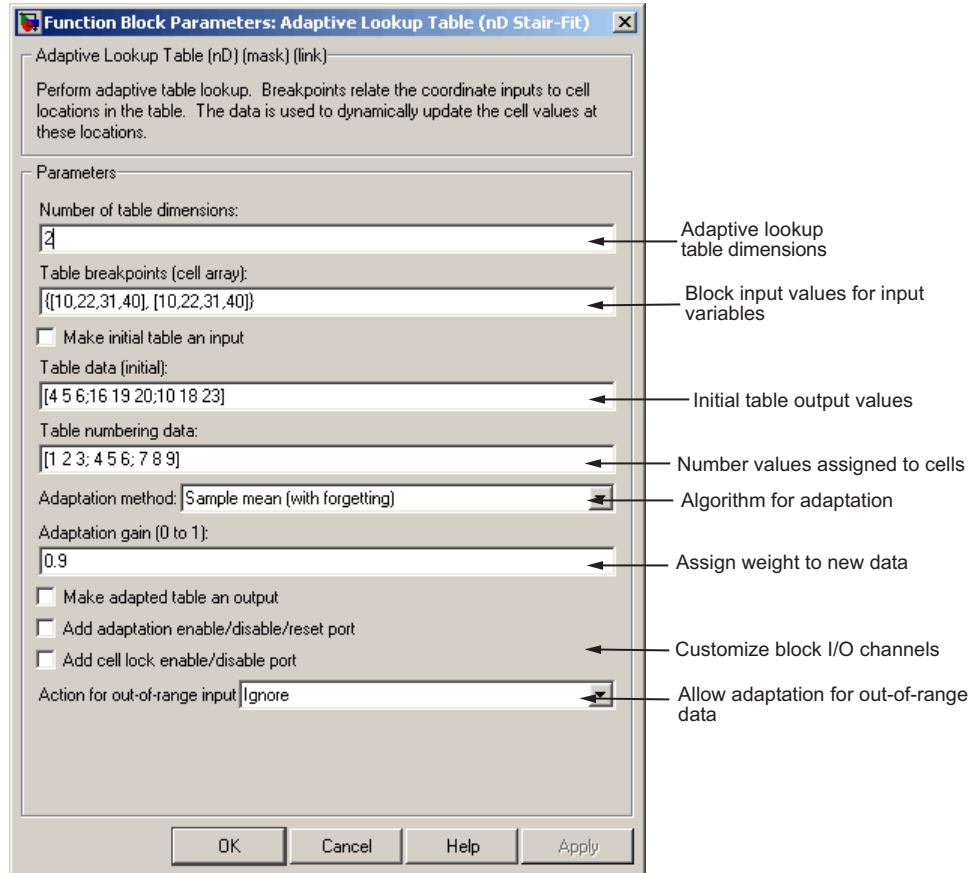 Function Block Parameters: Adaptive Lookup Table (nD Stair-Fit)
Adaptive Lookup Table (nD) (mask) (link)
Perform adaptive table lookup. Breakpoints relate the coordinate inputs to cell
locations in the table. The data is used to dynamically update the cell values at
these locations.
Parameters
Number of table dimensions:
2
Adaptive lookup
table dimensions
Table breakpoints (cell array):
{[10,22,31,40], [10,22,31,40]}
Block input values for input
variables
Make initial table an input
Table data (initial):
[4 5 6;16 19 20;10 18 23]
Initial table output values
Table numbering data:
[1 2 3; 4 5 6; 7 8 9]
Number values assigned to cells
Adaptation method: Sample mean (with forgetting)
Algorithm for adaptation
Adaptation gain (0 to 1):
0.9
Assign weight to new data
Make adapted table an output
Add adaptation enable/disable/reset port
Add cell lock enable/disable port
Customize block I/O channels
Action for out-of-range input Ignore
Allow adaptation for out-of-range
data
OK Cancel Help Apply